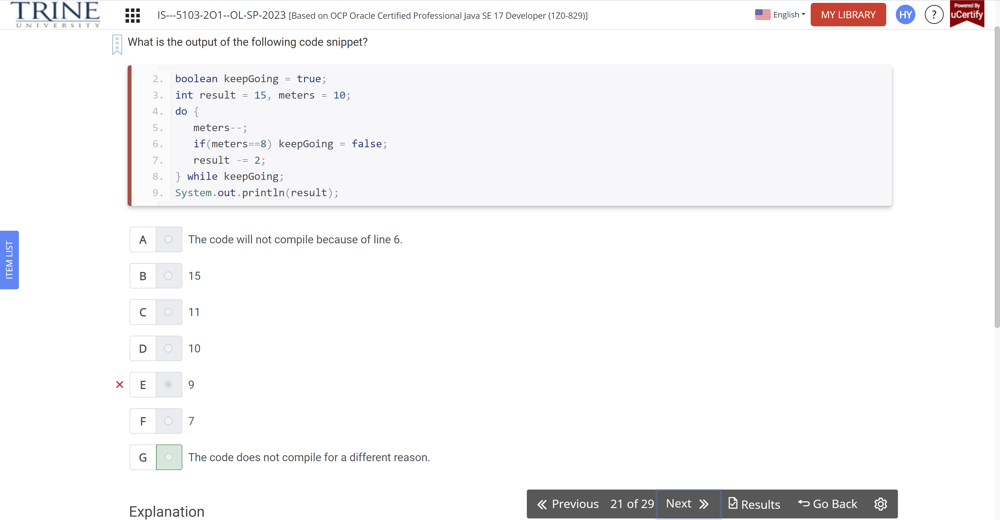 TRINE
UNIVERSITY
IS---5103-2O1--OL-SP-2023 [Based on OCP Oracle Certified Professional Java SE 17 Developer (1Z0-829)]
English
MY LIBRARY
HY
?
Powered By
uCertify
What is the output of the following code snippet?
2. boolean keepGoing = true;
3. int result = 15, meters = 10;
4. do {
5.    meters--;
6.    if(meters==8) keepGoing = false;
7.    result -= 2;
8. } while keepGoing;
9. System.out.println(result);
ITEM LIST
A The code will not compile because of line 6.
B 15
C 11
D 10
E 9
F 7
G The code does not compile for a different reason.
Explanation
Previous 21 of 29 Next Results Go Back